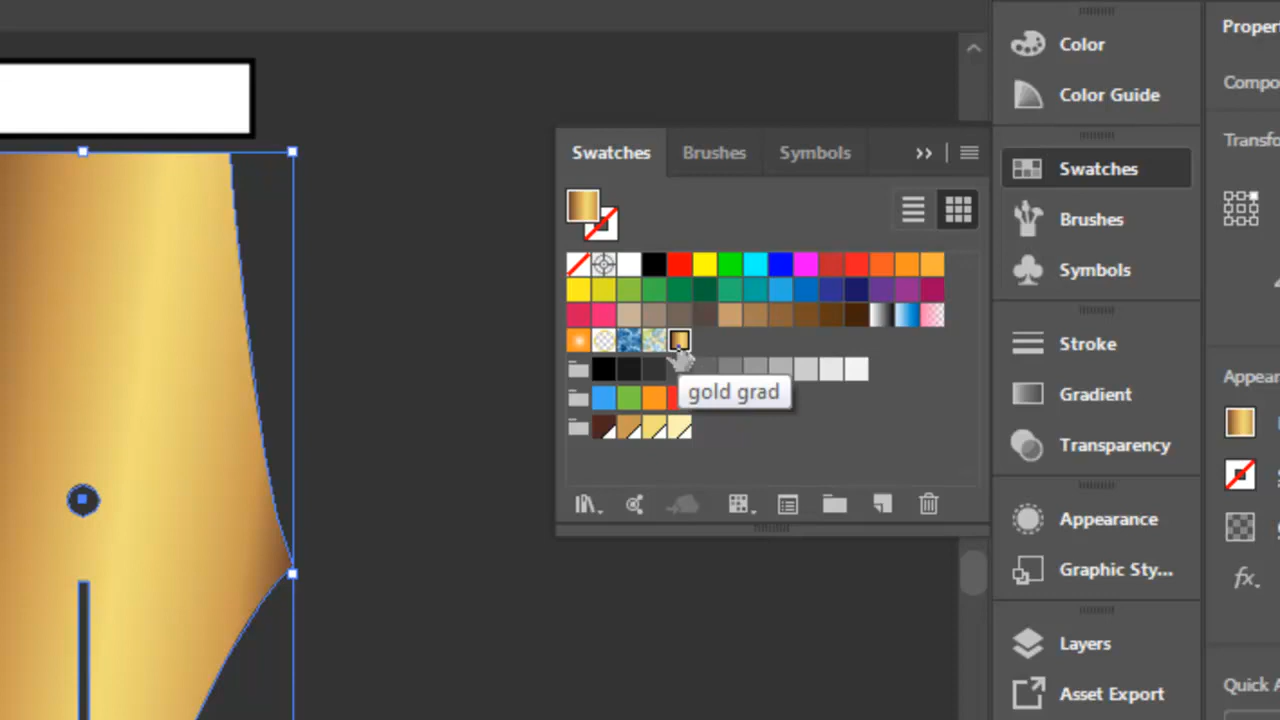 Color
Color Guide
Swatches
Brushes
Symbols
Stroke
Gradient
Transparency
Appearance
Graphic Sty...
Layers
Asset Export
Swatches
Brushes
Symbols
gold grad
Proper
Compo
Transfo
Appear
fx.
Quick A